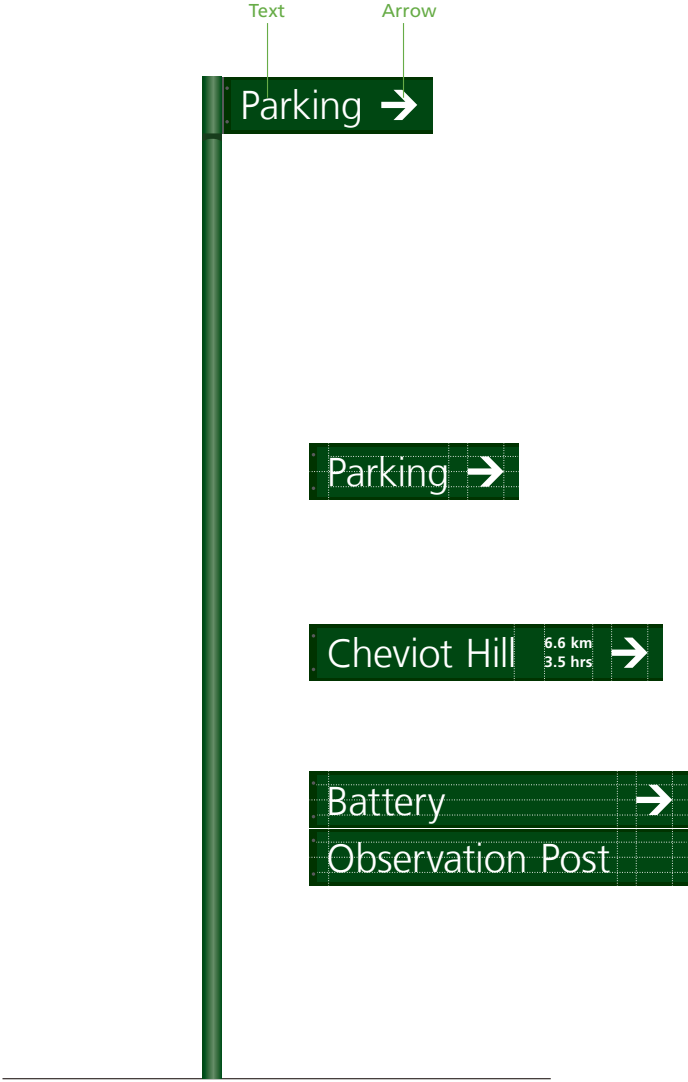 Text Arrow
Parking
Parking
Cheviot Hill
6.6 km
3.5 hrs
Battery
Observation Post